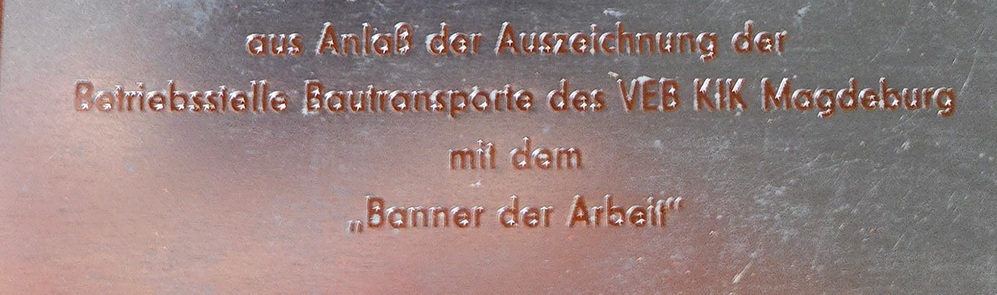 aus Anlaß der Auszeichnung der
Betriebsstelle Bautransporte des VEB KIK Magdeburg
mit dem
„Banner der Arbeit“